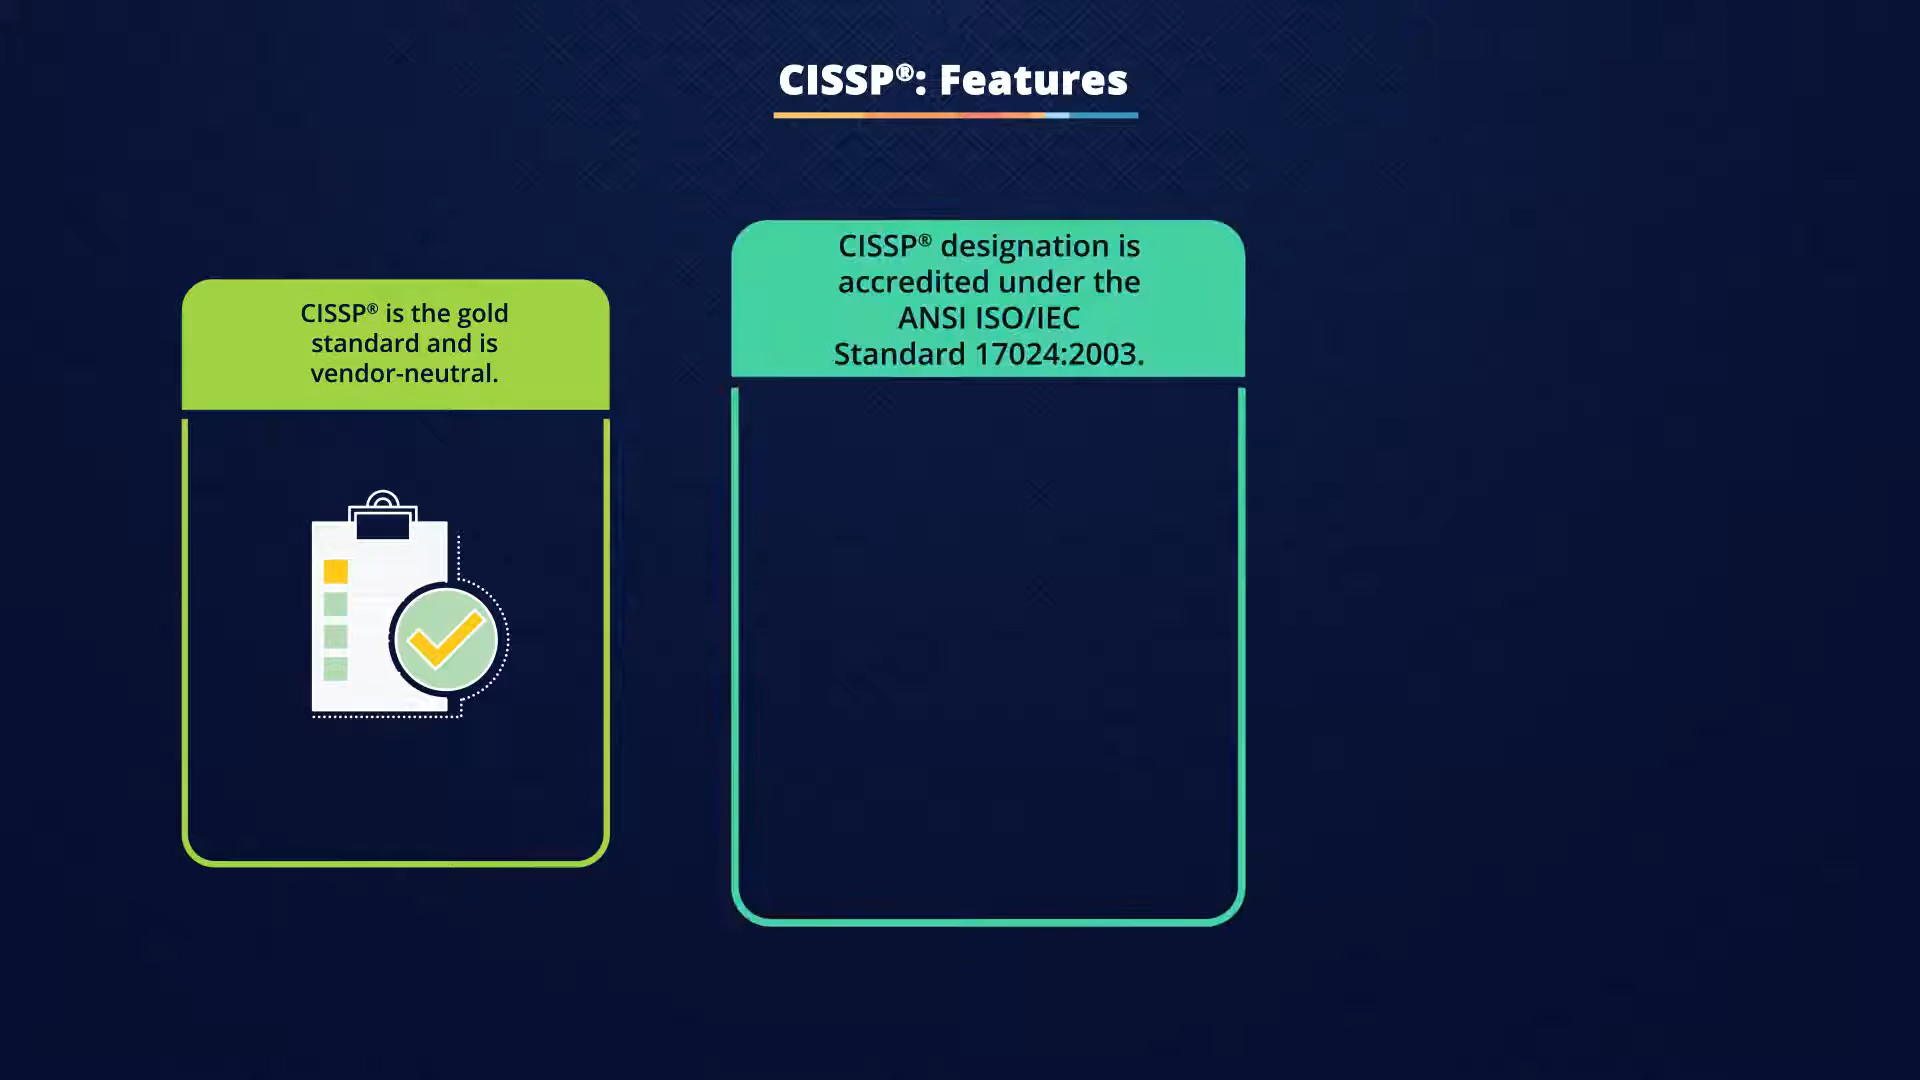 CISSP®: Features
CISSP® is the gold
standard and is
vendor-neutral.
CISSP® designation is
accredited under the
ANSI ISO/IEC
Standard 17024:2003.